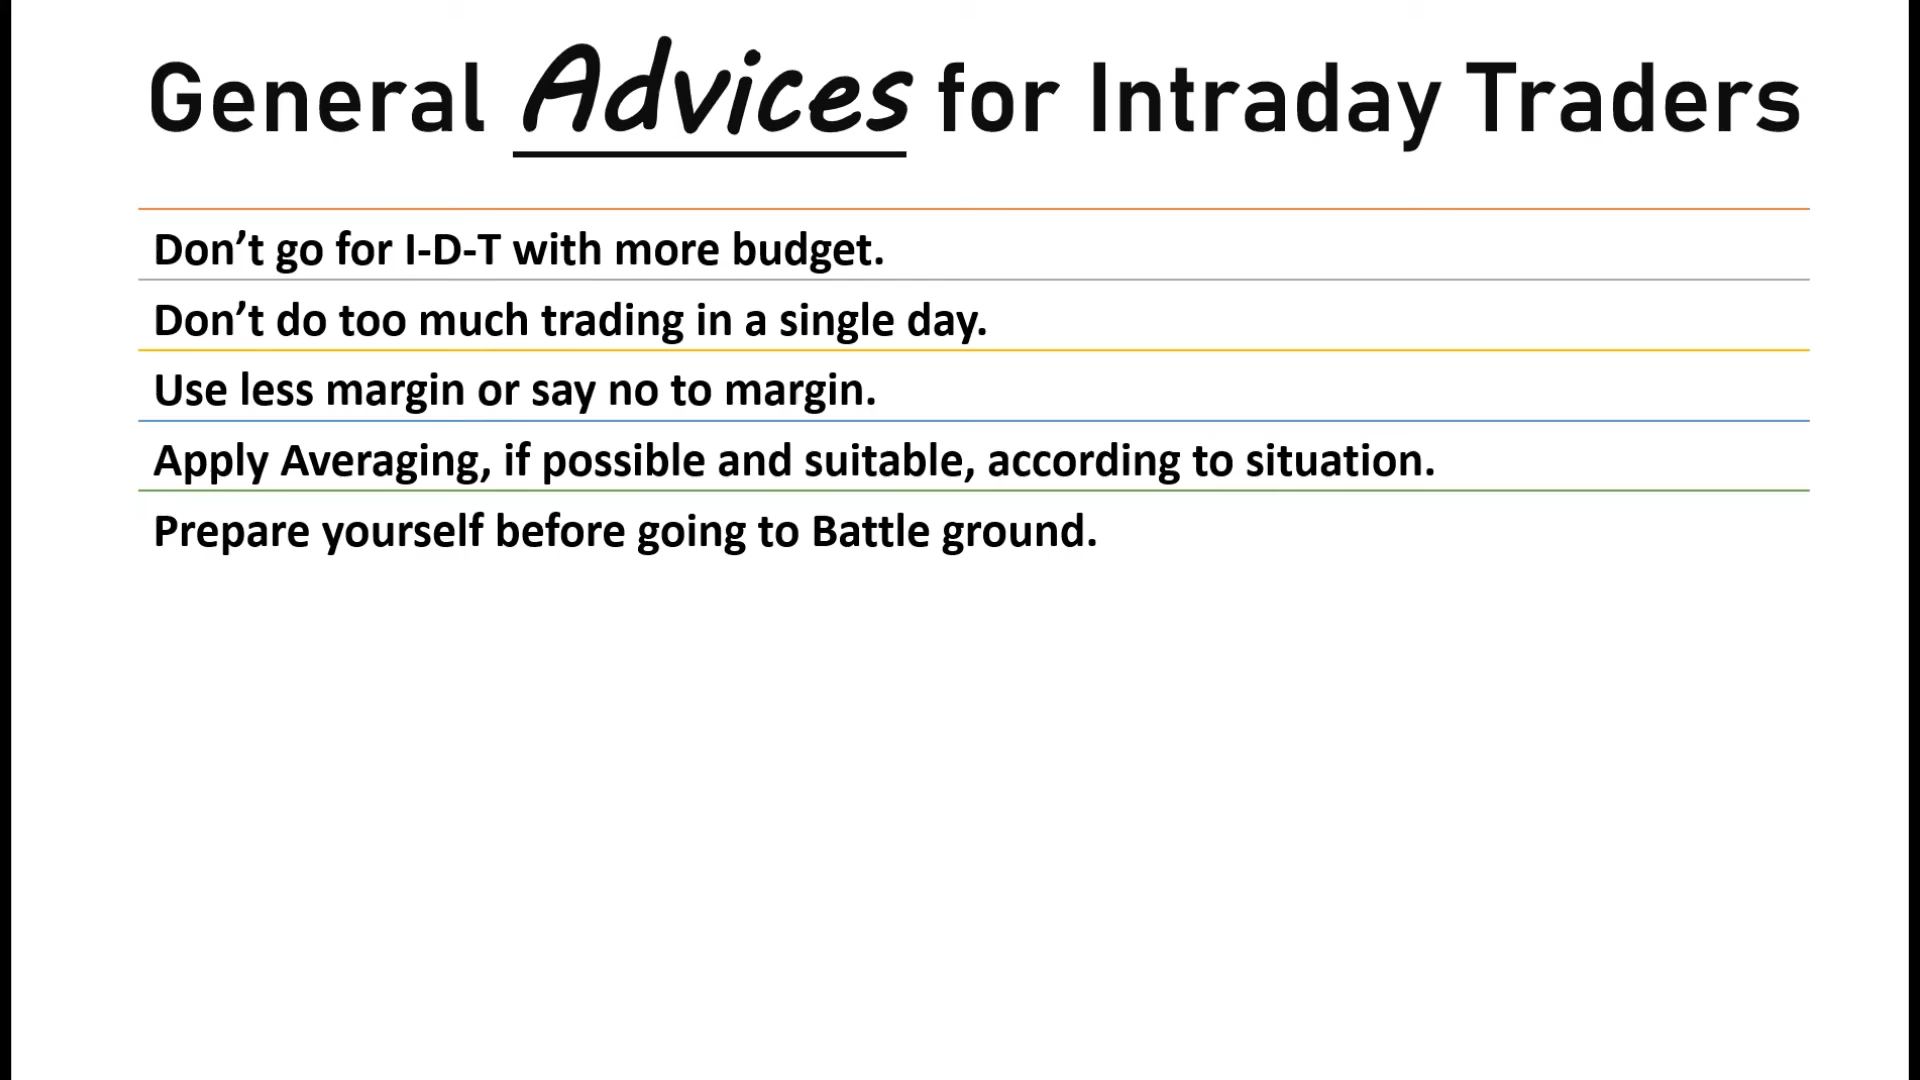 General Advices for Intraday Traders
Don’t go for I-D-T with more budget.
Don’t do too much trading in a single day.
Use less margin or say no to margin.
Apply Averaging, if possible and suitable, according to situation.
Prepare yourself before going to Battle ground.